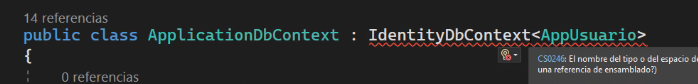 14 referencias
public class ApplicationDbContext : IdentityDbContext<AppUsuario>
{
CS0246: El nombre del tipo o del espacio de
una referencia de ensamblado?)
0 referencias